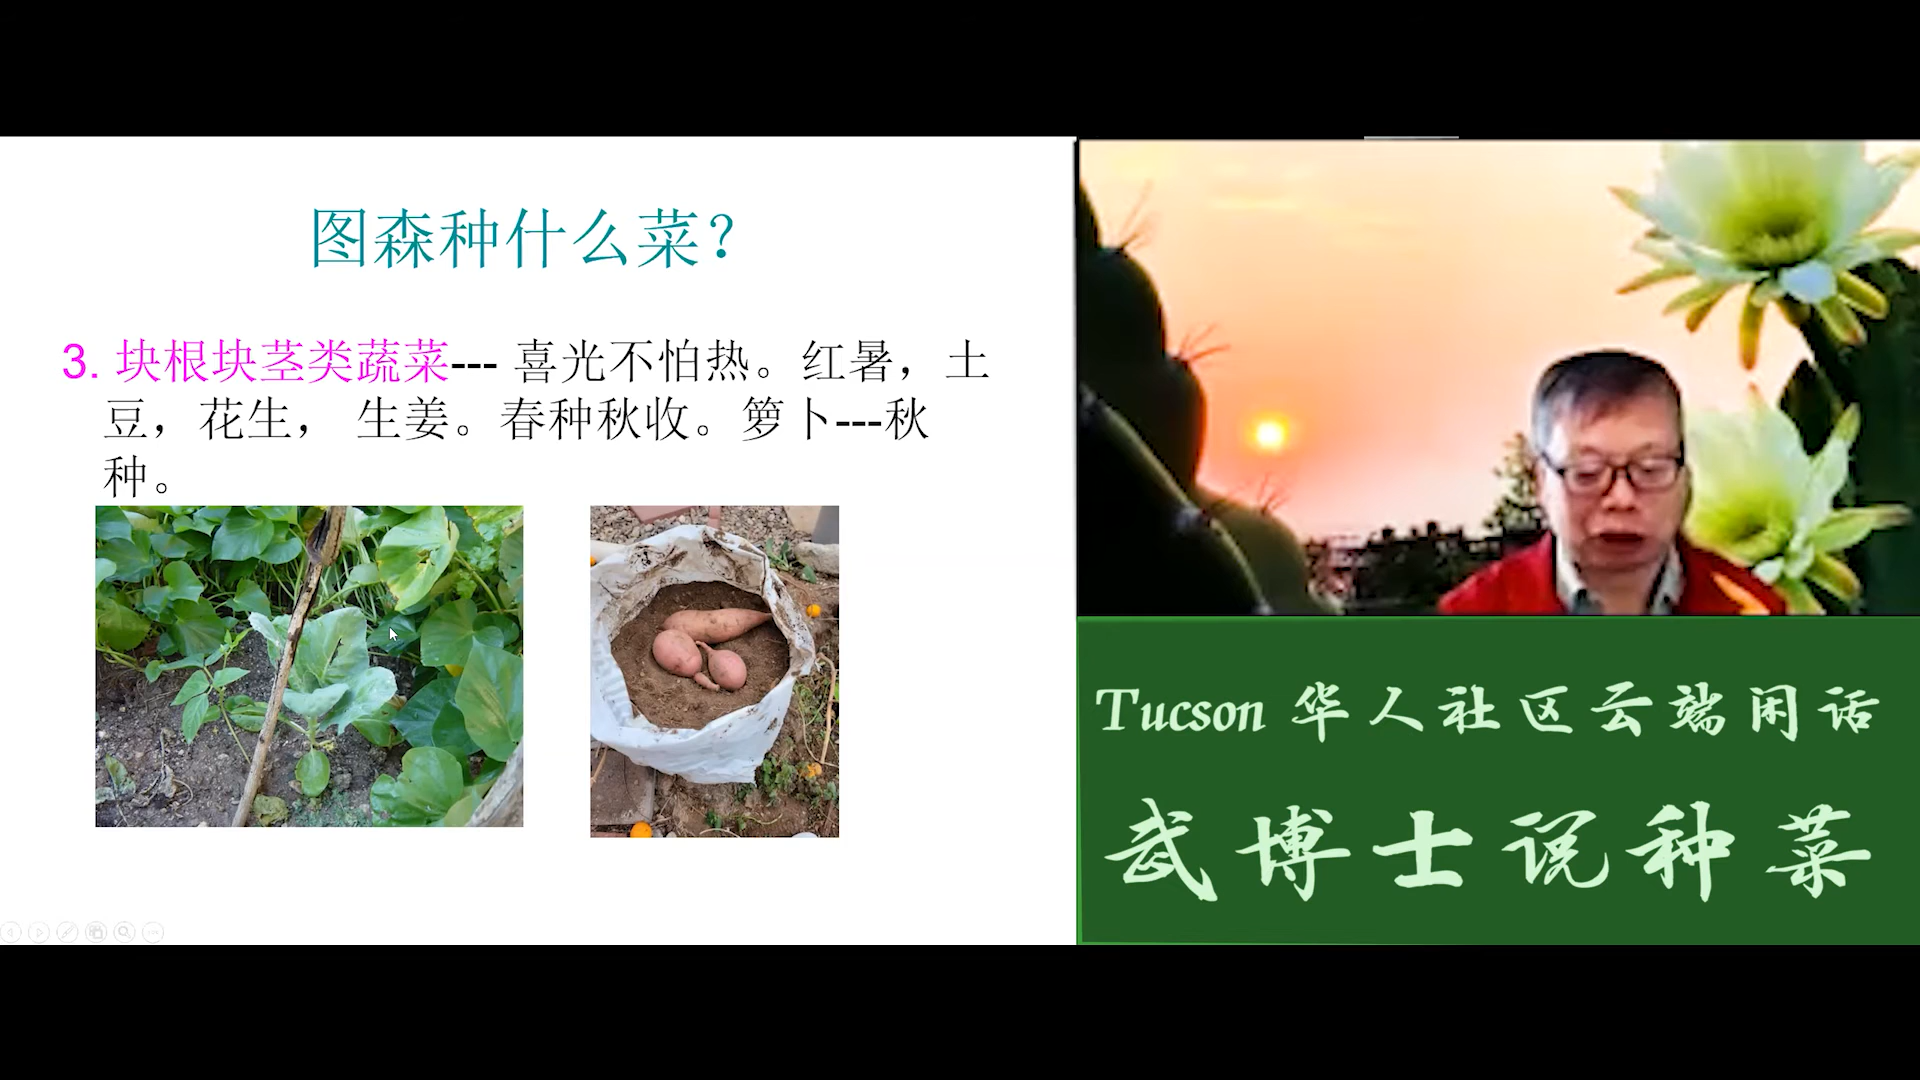 图森种什么菜？
3. 块根块茎类蔬菜--- 喜光不怕热。红暑，土
豆，花生， 生姜。春种秋收。箩卜---秋
种。
Tucson 华人社区云端闲话
武博士说种菜